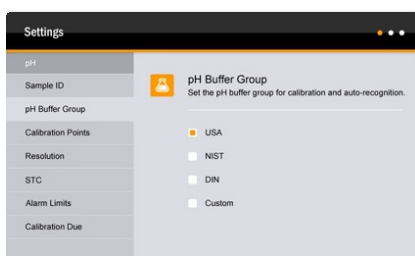 Settings
pH
Sample ID
pH Buffer Group
Calibration Points
Resolution
STC
Alarm Limits
Calibration Due
pH Buffer Group
Set the pH buffer group for calibration and auto-recognition.
USA
NIST
DIN
Custom